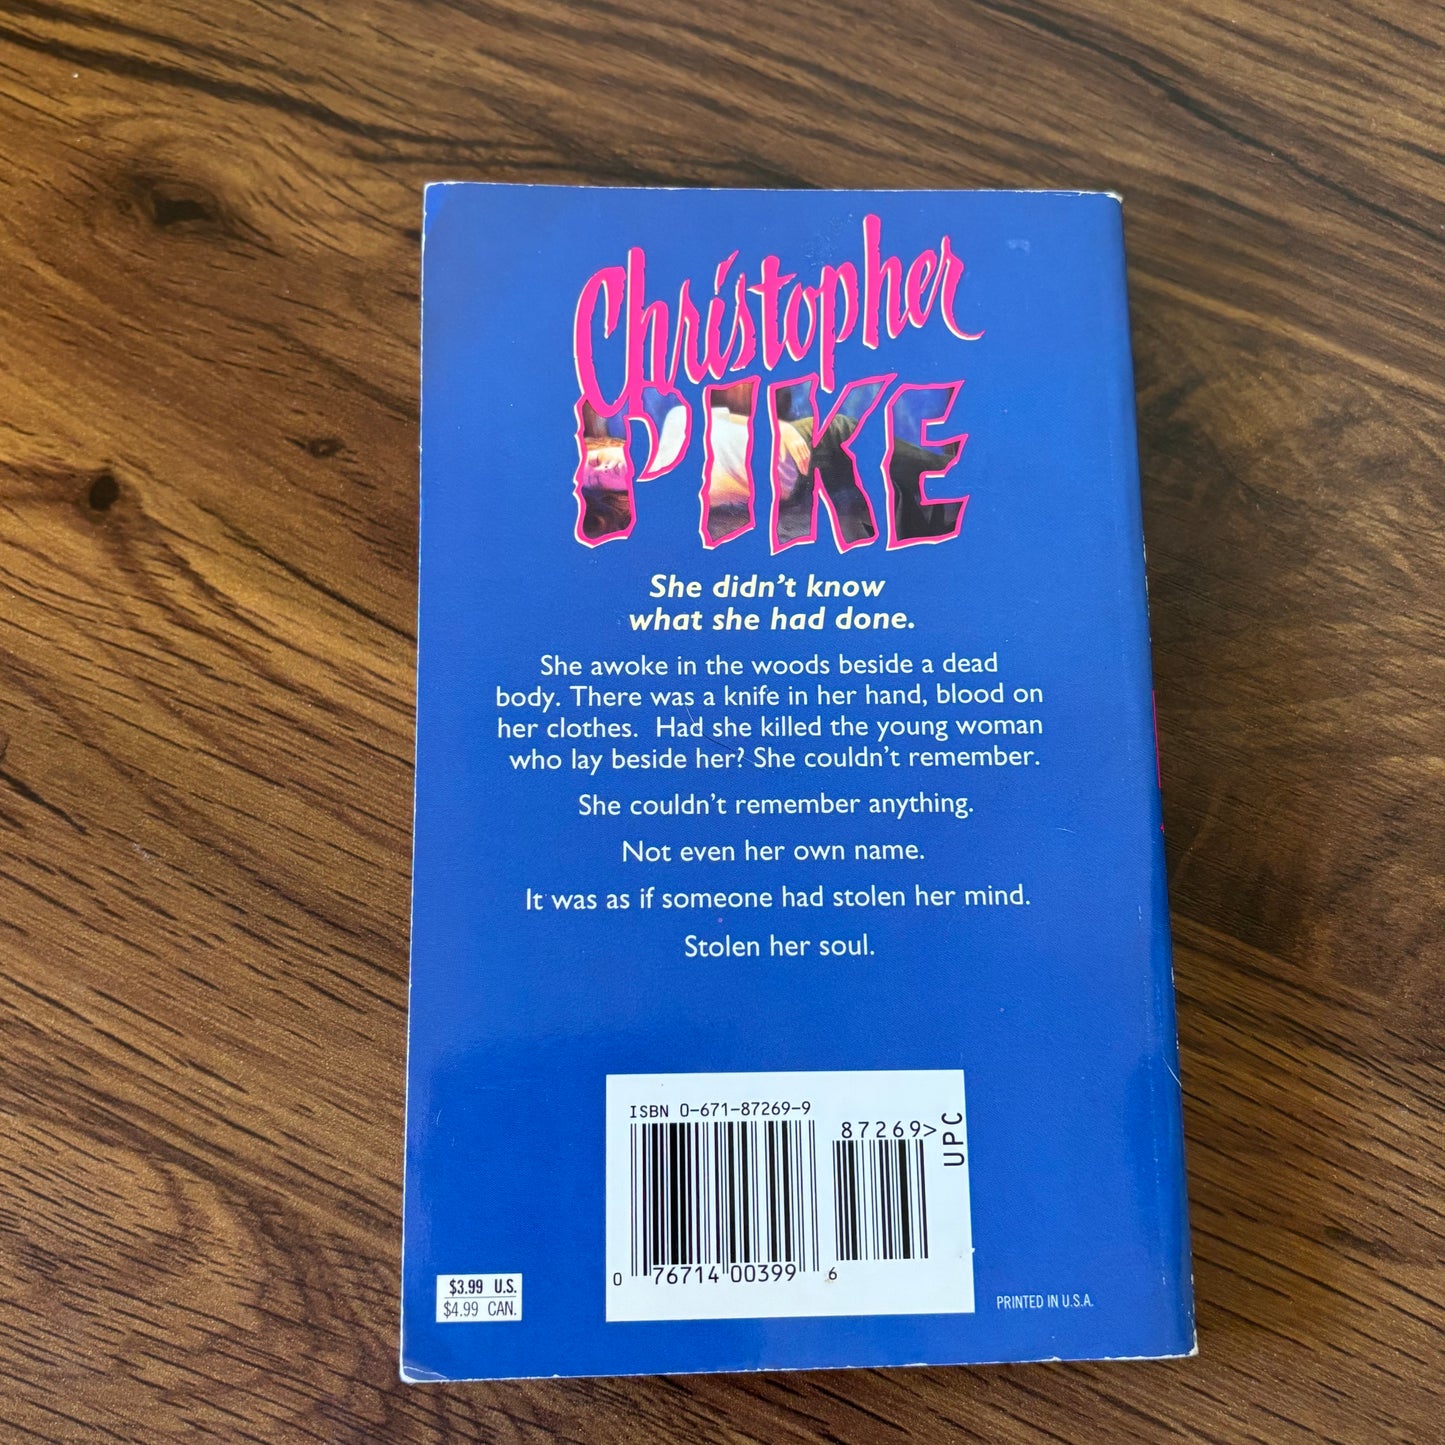 Christopher
PIKE
She didn't know
what she had done.
She awoke in the woods beside a dead
body. There was a knife in her hand, blood on
her clothes. Had she killed the young woman
who lay beside her? She couldn't remember.
She couldn't remember anything.
Not even her own name.
It was as if someone had stolen her mind.
Stolen her soul.
ISBN 0-671-87269-9
87269>
UPC
0 76714 00399 6
$3.99 U.S.
$4.99 CAN.
PRINTED IN U.S.A.